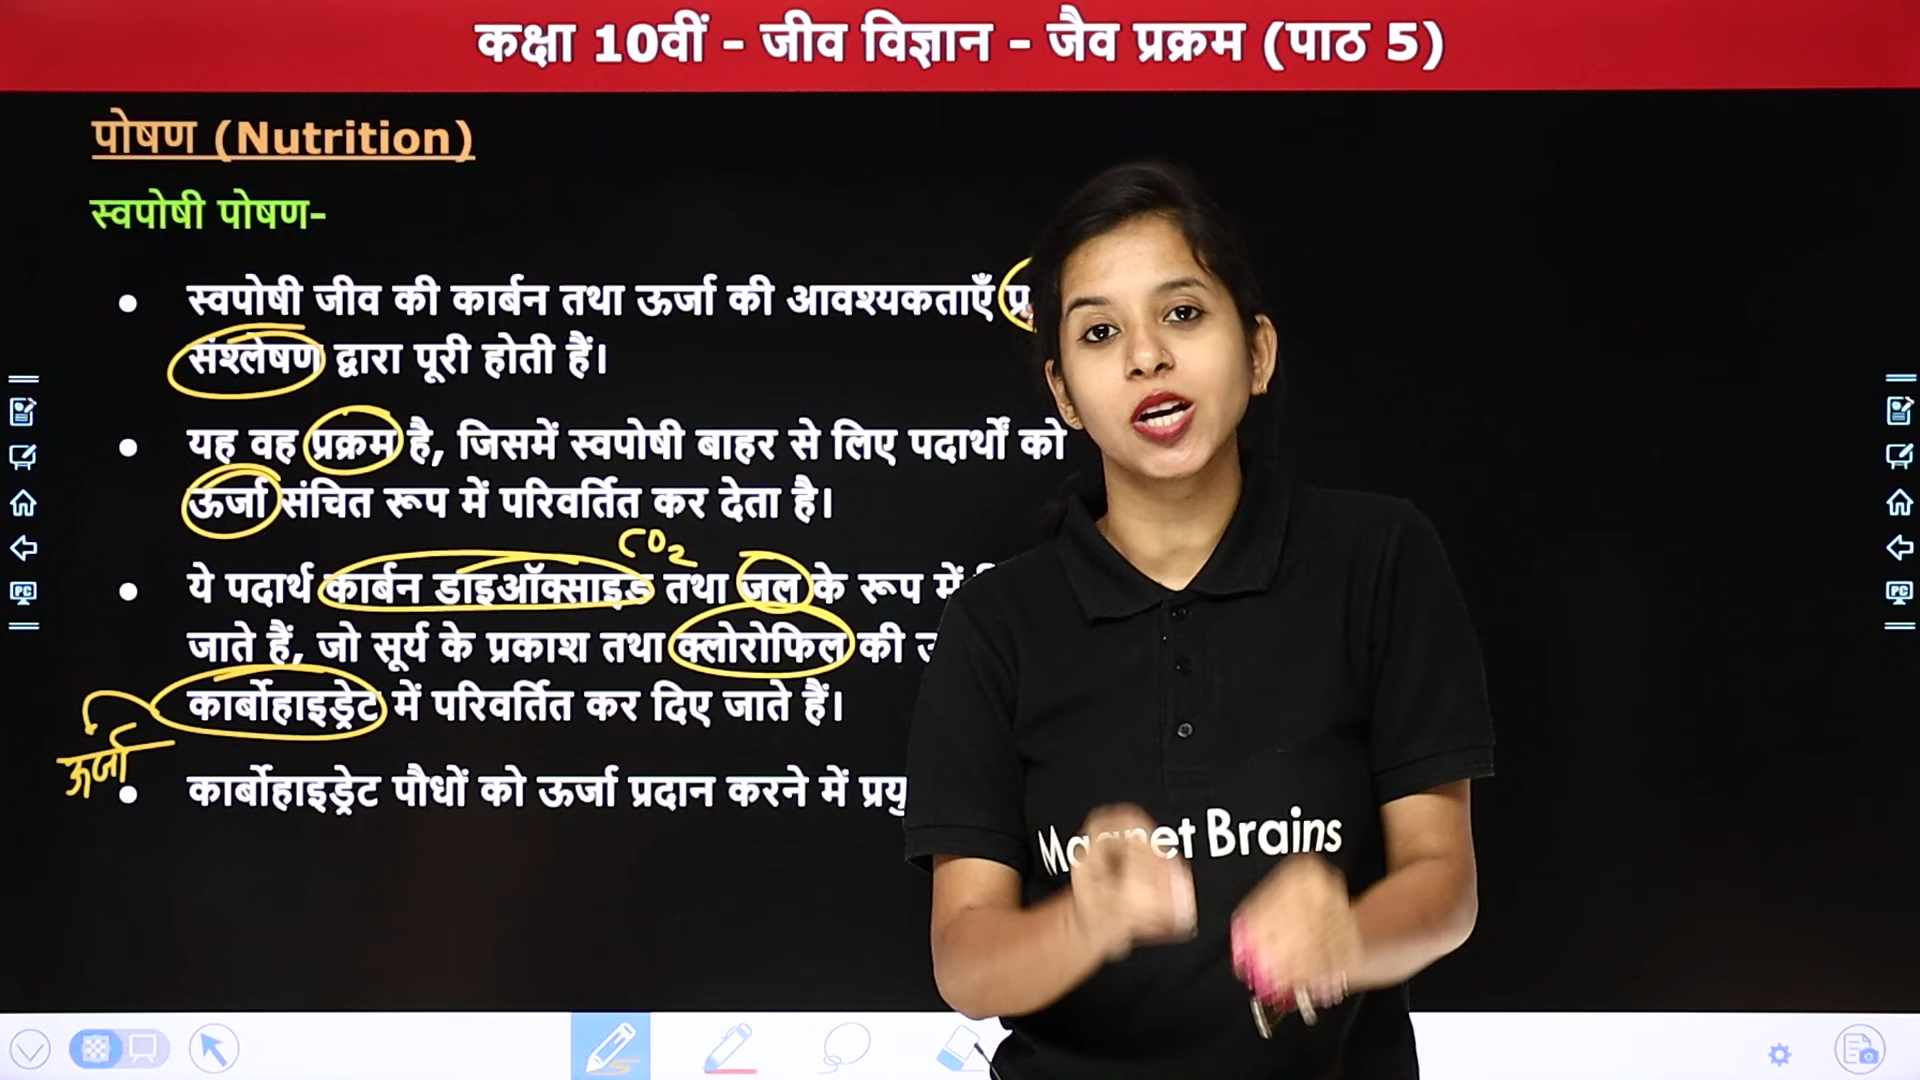 कक्षा 10वीं - जीव विज्ञान - जैव प्रक्रम (पाठ 5)
पोषण (Nutrition)
स्वपोषी पोषण-
• स्वपोषी जीव की कार्बन तथा ऊर्जा की आवश्यकताएँ
संश्लेषण द्वारा पूरी होती हैं।
• यह वह प्रक्रम है, जिसमें स्वपोषी बाहर से लिए पदार्थों को
ऊर्जा संचित रूप में परिवर्तित कर देता है।
CO2
• ये पदार्थ कार्बन डाइऑक्साइड तथा जल के रूप में
जाते हैं, जो सूर्य के प्रकाश तथा क्लोरोफिल की
कार्बोहाइड्रेट में परिवर्तित कर दिए जाते हैं।
ऊर्जा
• कार्बोहाइड्रेट पौधों को ऊर्जा प्रदान करने में
Magnet Brains
PC
PC